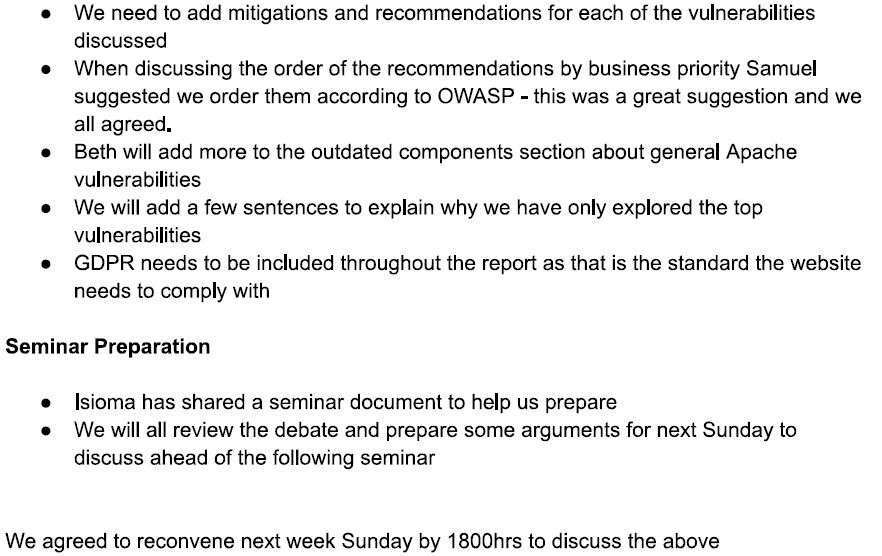 ● We need to add mitigations and recommendations for each of the vulnerabilities
discussed
● When discussing the order of the recommendations by business priority Samuel
suggested we order them according to OWASP - this was a great suggestion and we
all agreed.
● Beth will add more to the outdated components section about general Apache
vulnerabilities
● We will add a few sentences to explain why we have only explored the top
vulnerabilities
● GDPR needs to be included throughout the report as that is the standard the website
needs to comply with
Seminar Preparation
● Isioma has shared a seminar document to help us prepare
● We will all review the debate and prepare some arguments for next Sunday to
discuss ahead of the following seminar
We agreed to reconvene next week Sunday by 1800hrs to discuss the above